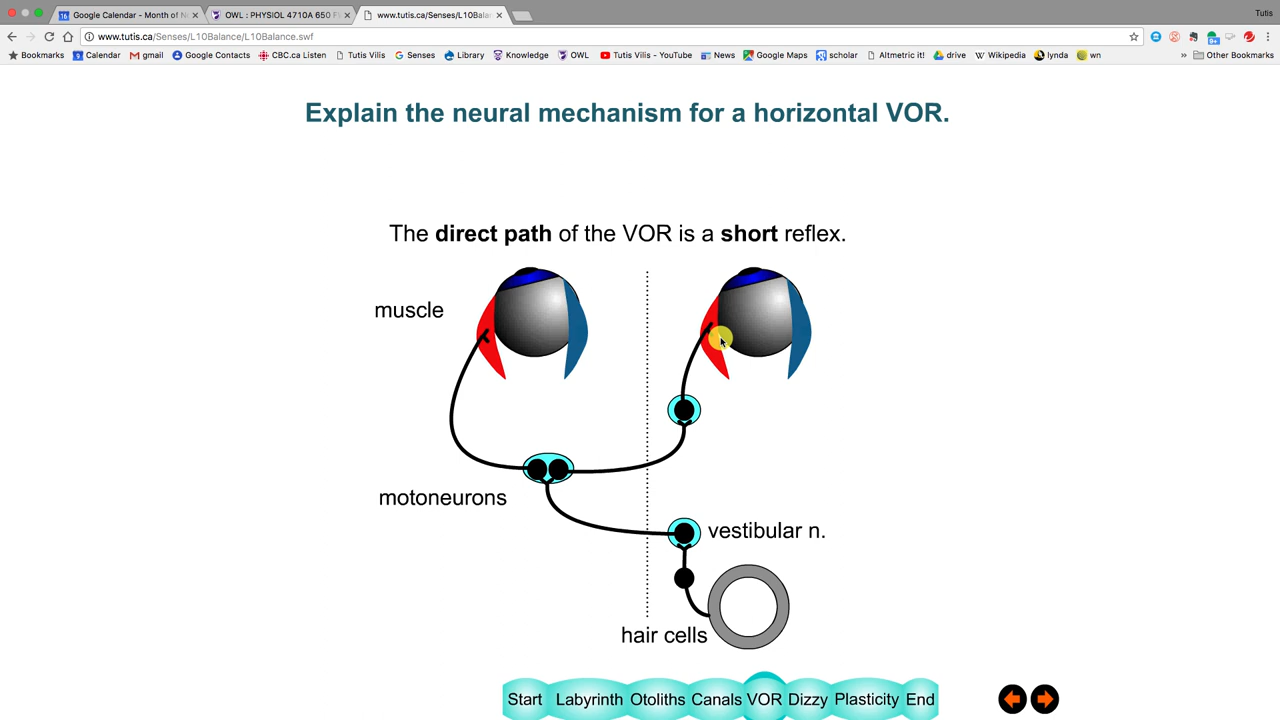 Google Calendar - Month of N
OWL : PHYSIOL 4710A 650 F
www.tutis.ca/Senses/L10Bala
Tutis
www.tutis.ca/Senses/L10Balance/L10Balance.swf
Bookmarks Calendar gmail Google Contacts CBC.ca Listen Tutis Vilis Senses Library Knowledge OWL Tutis Vilis - YouTube News Google Maps scholar Altmetric it! drive Wikipedia lynda wn » Other Bookmarks
Explain the neural mechanism for a horizontal VOR.
The direct path of the VOR is a short reflex.
muscle
motoneurons
vestibular n.
hair cells
Start Labyrinth Otoliths Canals VOR Dizzy Plasticity End